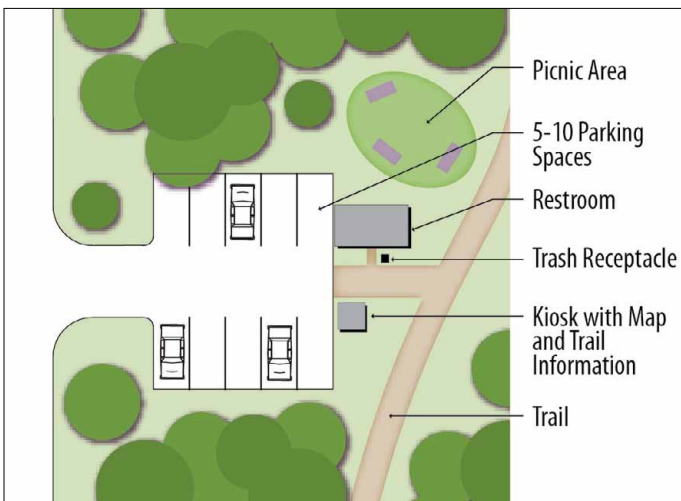 Picnic Area
5-10 Parking
Spaces
Restroom
Trash Receptacle
Kiosk with Map
and Trail
Information
Trail